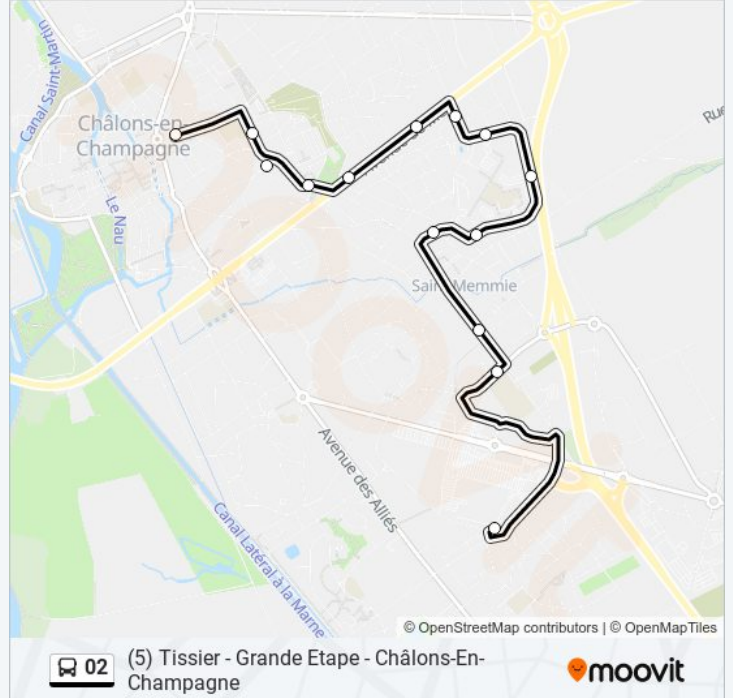 Canal Saint-Martin
Châlons-en-
Champagne
Le Nau
Rue
Saint-Memmie
Avenue des Alliés
Canal Latéral à la Marne
© OpenStreetMap contributors | © OpenMapTiles
02
(5) Tissier - Grande Etape - Châlons-En-
Champagne
moovit